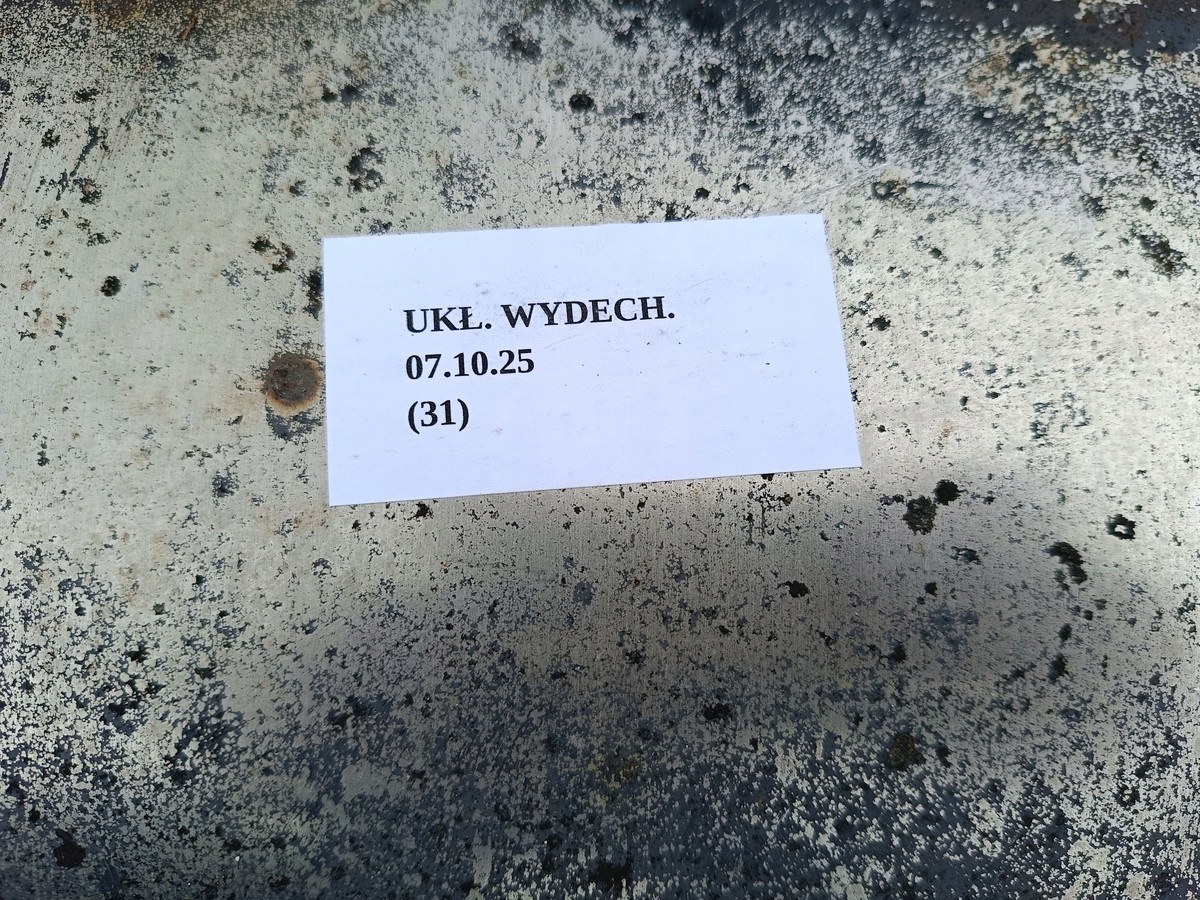 UKŁ. WYDECH.
07.10.25
(31)